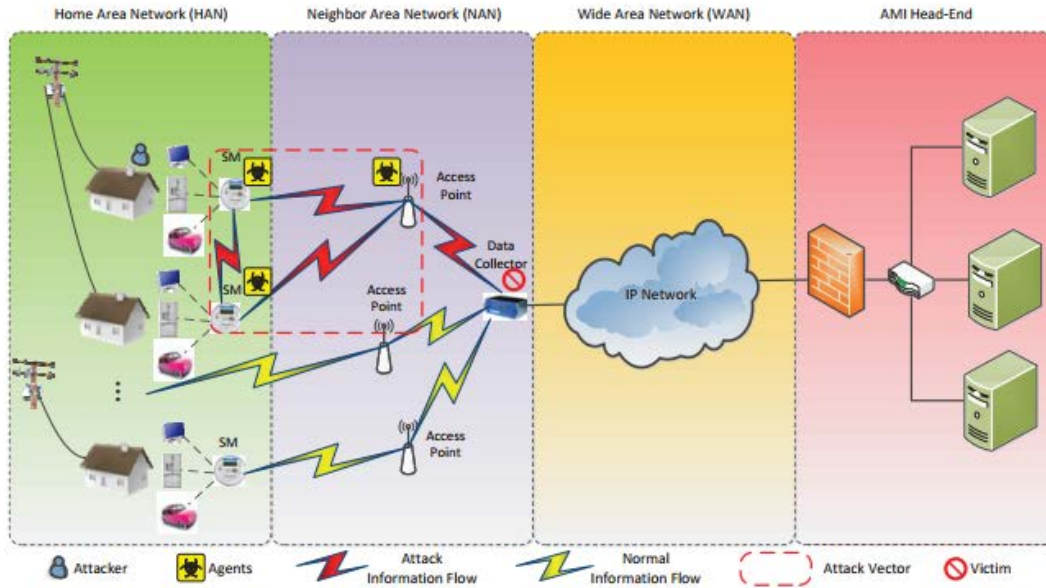 Home Area Network (HAN)
Neighbor Area Network (NAN)
Wide Area Network (WAN)
AMI Head-End
SM
Access
Point
Data
Collector
SM
Access
Point
IP Network
SM
Access
Point
Attacker
Agents
Attack
Information Flow
Normal
Information Flow
Attack Vector
Victim